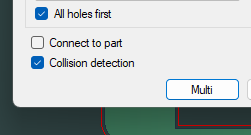 All holes first
Connect to part
Collision detection
Multi